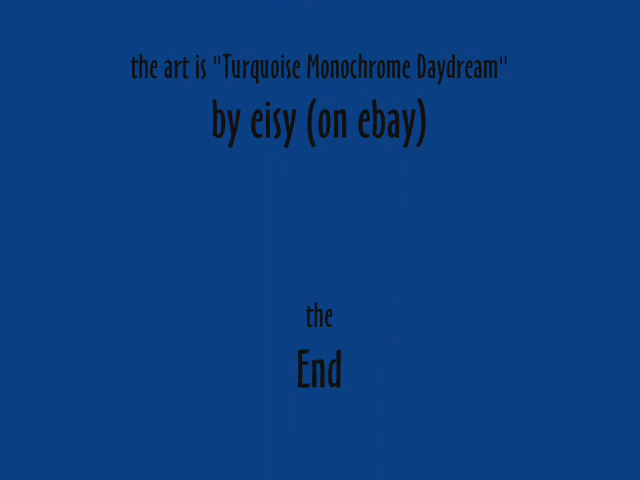 the art is "Turquoise Monochrome Daydream"
by eisy (on ebay)
the
End